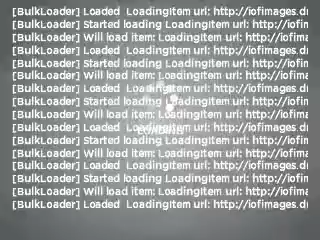 [BulkLoader] Loaded LoadingItem url: http://iofimages.d
[BulkLoader] Started loading LoadingItem url: http://iofi
[BulkLoader] Will load item: LoadingItem url: http://iofima
[BulkLoader] Loaded LoadingItem url: http://iofimages.d
[BulkLoader] Started loading LoadingItem url: http://iofi
[BulkLoader] Will load item: LoadingItem url: http://iofima
[BulkLoader] Loaded LoadingItem url: http://iofimages.d
[BulkLoader] Started loading LoadingItem url: http://iofi
[BulkLoader] Will load item: LoadingItem url: http://iofima
[BulkLoader] Loaded LoadingItem url: http://iofimages.d
[BulkLoader] Started loading LoadingItem url: http://iofi
[BulkLoader] Will load item: LoadingItem url: http://iofima
[BulkLoader] Loaded LoadingItem url: http://iofimages.d
[BulkLoader] Started loading LoadingItem url: http://iofi
[BulkLoader] Will load item: LoadingItem url: http://iofima
[BulkLoader] Loaded LoadingItem url: http://iofimages.d